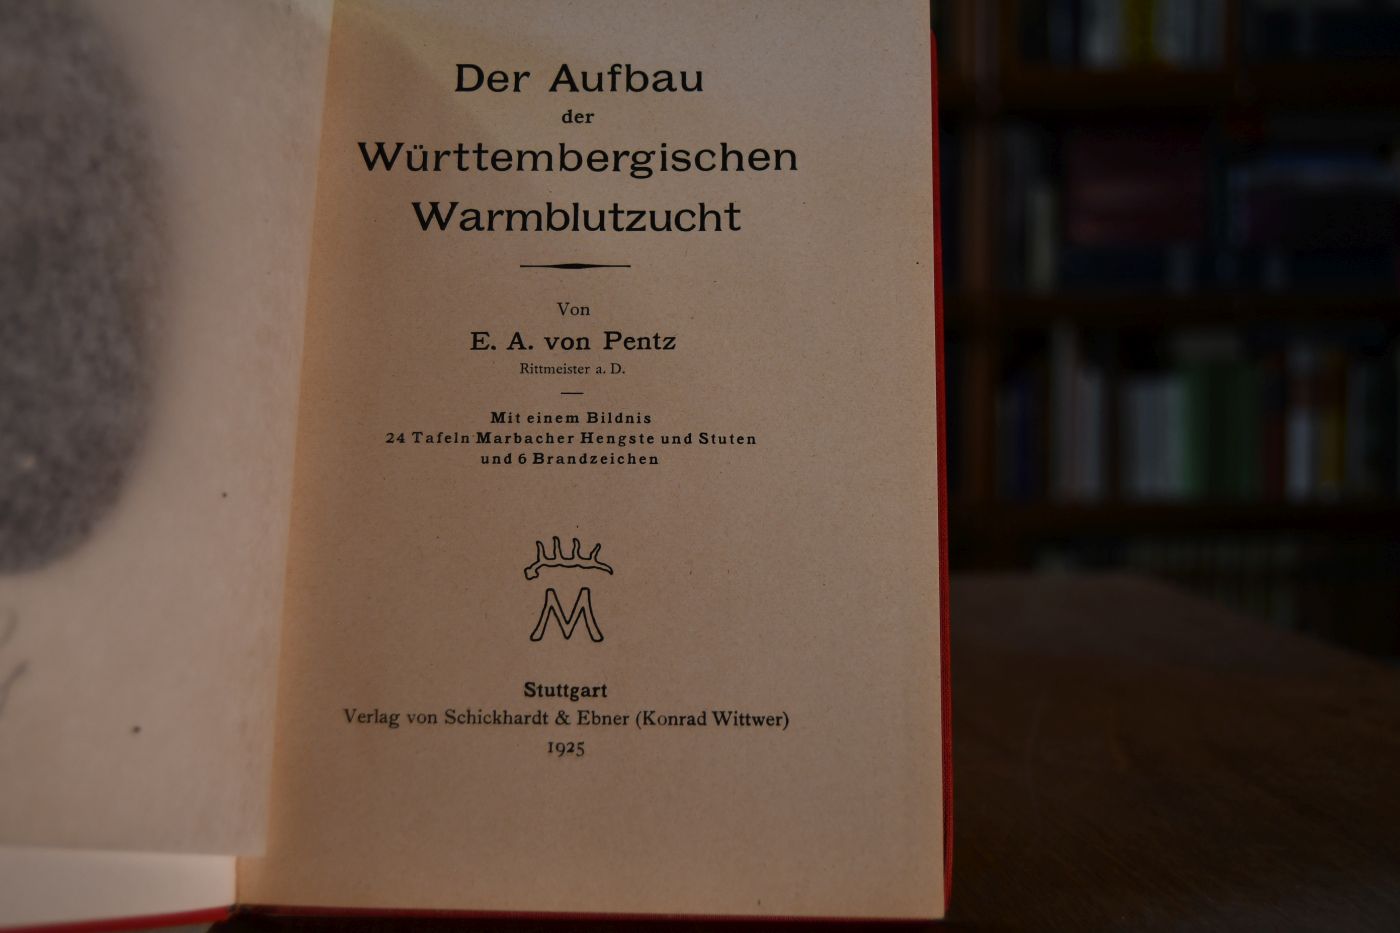 Der Aufbau
der
Württembergischen
Warmblutzucht
Von
E. A. von Pentz
Rittmeister a. D.
Mit einem Bildnis
24 Tafeln Marbacher Hengste und Stuten
und 6 Brandzeichen
M
Stuttgart
Verlag von Schickhardt & Ebner (Konrad Wittwer)
1925